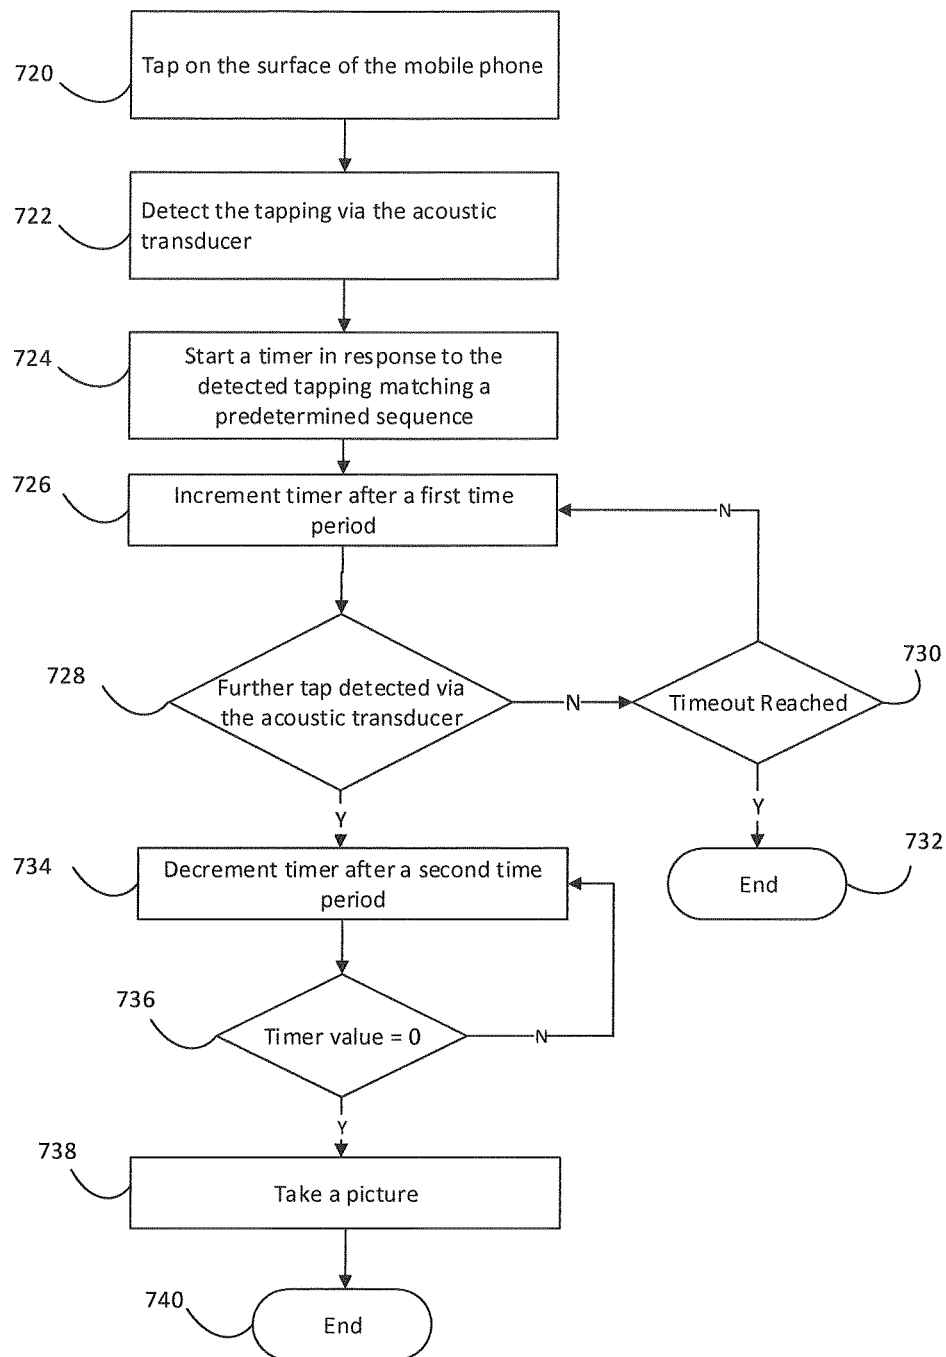 720
Tap on the surface of the mobile phone
722
Detect the tapping via the acoustic
transducer
724
Start a timer in response to the
detected tapping matching a
predetermined sequence
726
Increment timer after a first time
period
N
728
Further tap detected via
the acoustic transducer
N
730
Timeout Reached
Y
Y
732
End
734
Decrement timer after a second time
period
736
Timer value = 0
N
Y
738
Take a picture
740
End